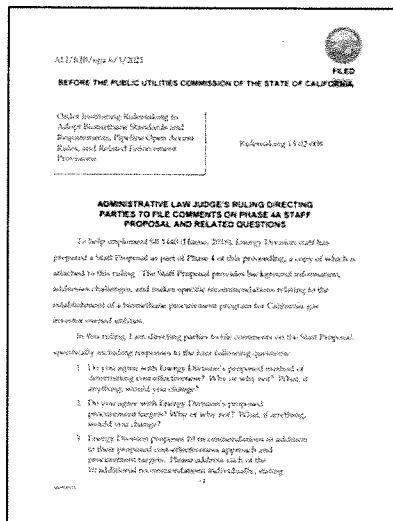 FILED
BEFORE THE PUBLIC UTILITIES COMMISSION OF THE STATE OF CALIFORNIA
Order Instituting Rulemaking to
Adopt Biomethane Standards and
Requirements, Pipeline Open Access
Rules, and Related Enforcement
Provisions
Rulemaking 13-02-008
ADMINISTRATIVE LAW JUDGE'S RULING DIRECTING
PARTIES TO FILE COMMENTS ON PHASE 4A STAFF
PROPOSAL AND RELATED QUESTIONS
To help implement SB 1440 (Hueso, 2018), Energy Division staff has
prepared a Staff Proposal as part of Phase 4 of this proceeding, a copy of which is
attached to this ruling. The Staff Proposal provides background information,
addresses challenges, and makes specific recommendations relating to the
establishment of a biomethane procurement program for California gas
investor owned utilities.
In this ruling, I am directing parties to file comments on the Staff Proposal
specifically including responses to the four following questions:
1. Do you agree with Energy Division's proposed method of
determining cost-effectiveness? Why or why not? What, if
anything, would you change?
2. Do you agree with Energy Division's proposed
procurement targets? Why or why not? What, if anything,
would you change?
3. Energy Division proposes 10 recommendations in addition
to their proposed cost-effectiveness approach and
procurement targets. Please address each of the
10 additional recommendations individually, stating
- 1 -